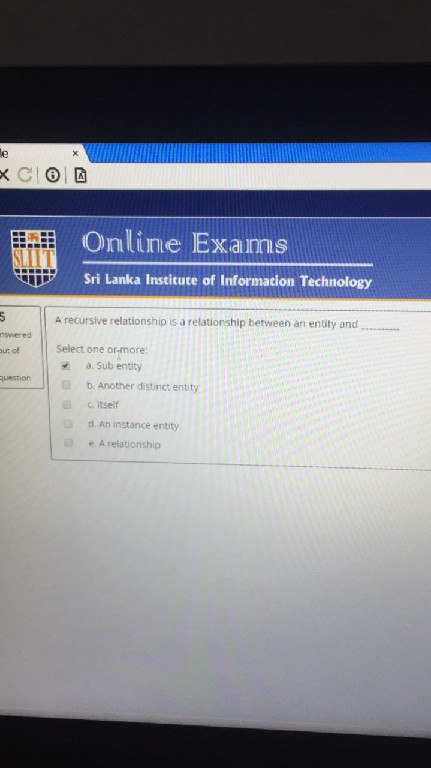 le
SLIIT
Online Exams
Sri Lanka Institute of Information Technology
5
nswered
out of
question
A recursive relationship is a relationship between an entity and ________
Select one or more:
a. Sub entity
b. Another distinct entity
c. Itself
d. An instance entity
e. A relationship